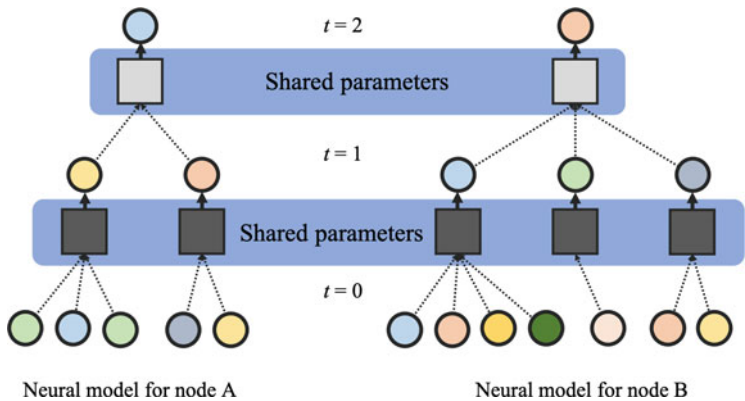 t = 2
Shared parameters
t = 1
Shared parameters
t = 0
Neural model for node A
Neural model for node B